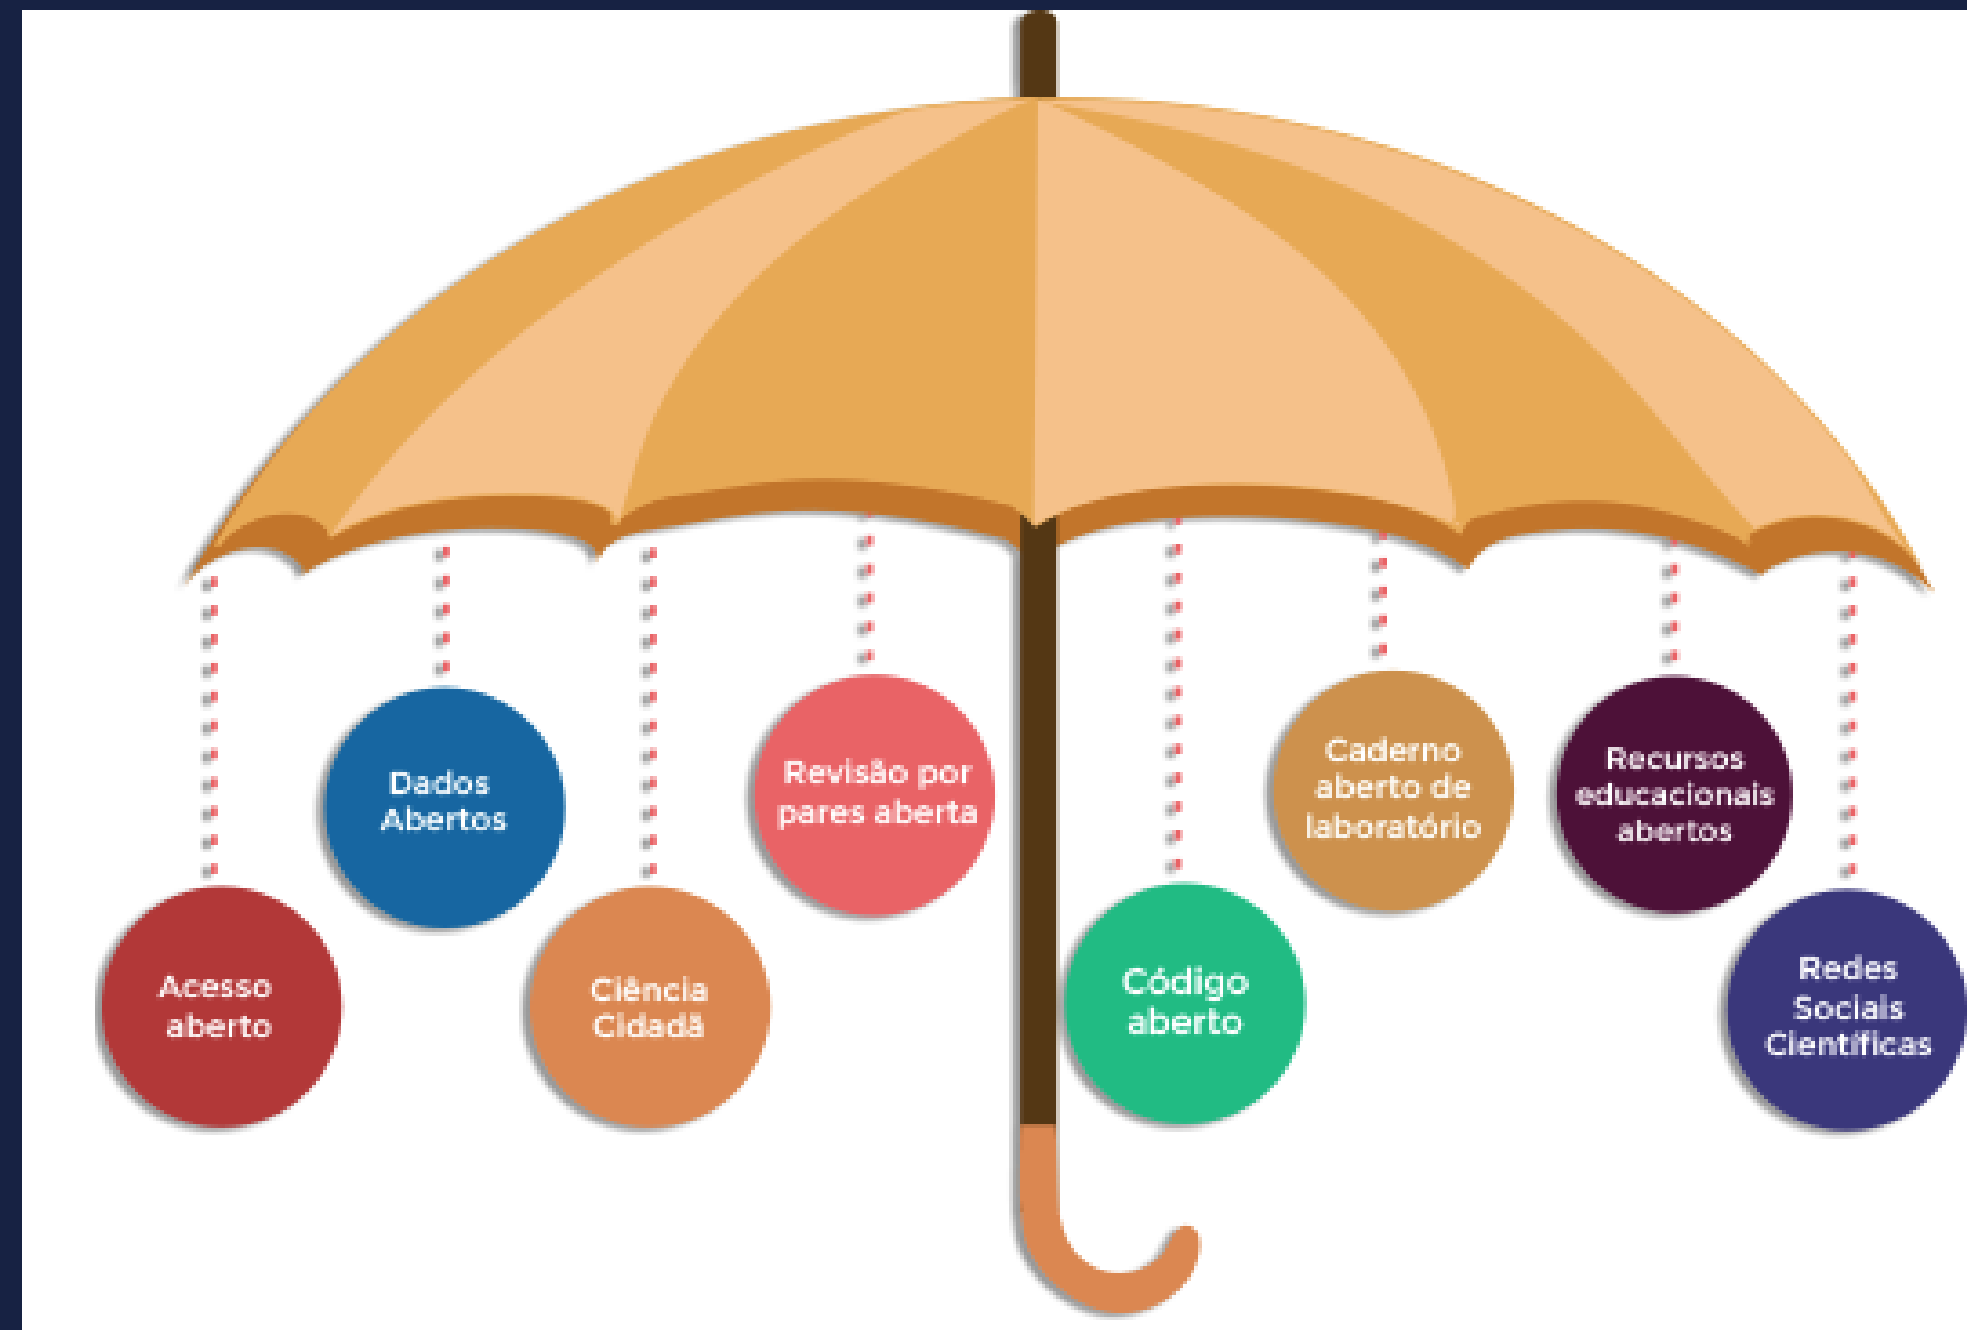 Acesso
aberto
Dados
Abertos
Ciência
Cidadã
Revisão por
pares aberta
Código
aberto
Caderno
aberto de
laboratório
Recursos
educacionais
abertos
Redes
Sociais
Científicas